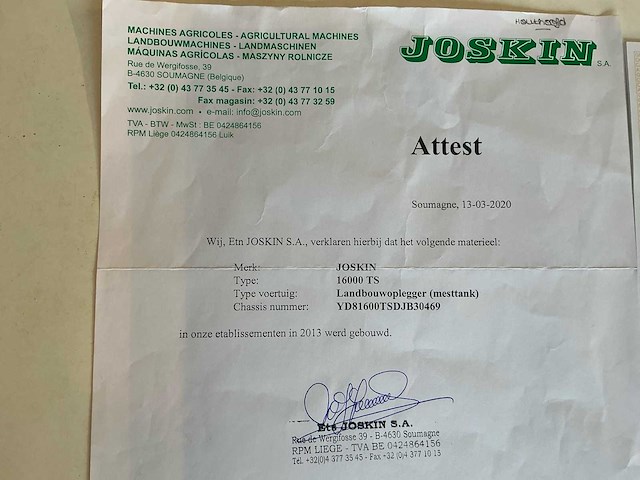 MACHINES AGRICOLES - AGRICULTURAL MACHINES
LANDBOUWMACHINES - LANDMASCHINEN
MÁQUINAS AGRÍCOLAS - MASZYNY ROLNICZE
Rue de Wergifosse, 39
B-4630 SOUMAGNE (Belgique)
Tel.: +32 (0) 43 77 35 45 - Fax: +32 (0) 43 77 10 15
Fax magasin: +32 (0) 43 77 32 59
www.joskin.com • e-mail: info@joskin.com
TVA - BTW - MwSt : BE 0424864156
RPM Liège 0424864156 Luik
JOSKIN S.A.
Attest
Soumagne, 13-03-2020
Wij, Etn JOSKIN S.A., verklaren hierbij dat het volgende materieel:
Merk: JOSKIN
Type: 16000 TS
Type voertuig: Landbouwoplegger (mesttank)
Chassis nummer: YD81600TSDJB30469
in onze etablissementen in 2013 werd gebouwd.
Ets JOSKIN S.A.
Rue de Wergifosse 39 - B-4630 Soumagne
RPM LIEGE - TVA BE 0424864156
Tél. +32(0)4 377 35 45 - Fax +32 (0)4 377 10 15